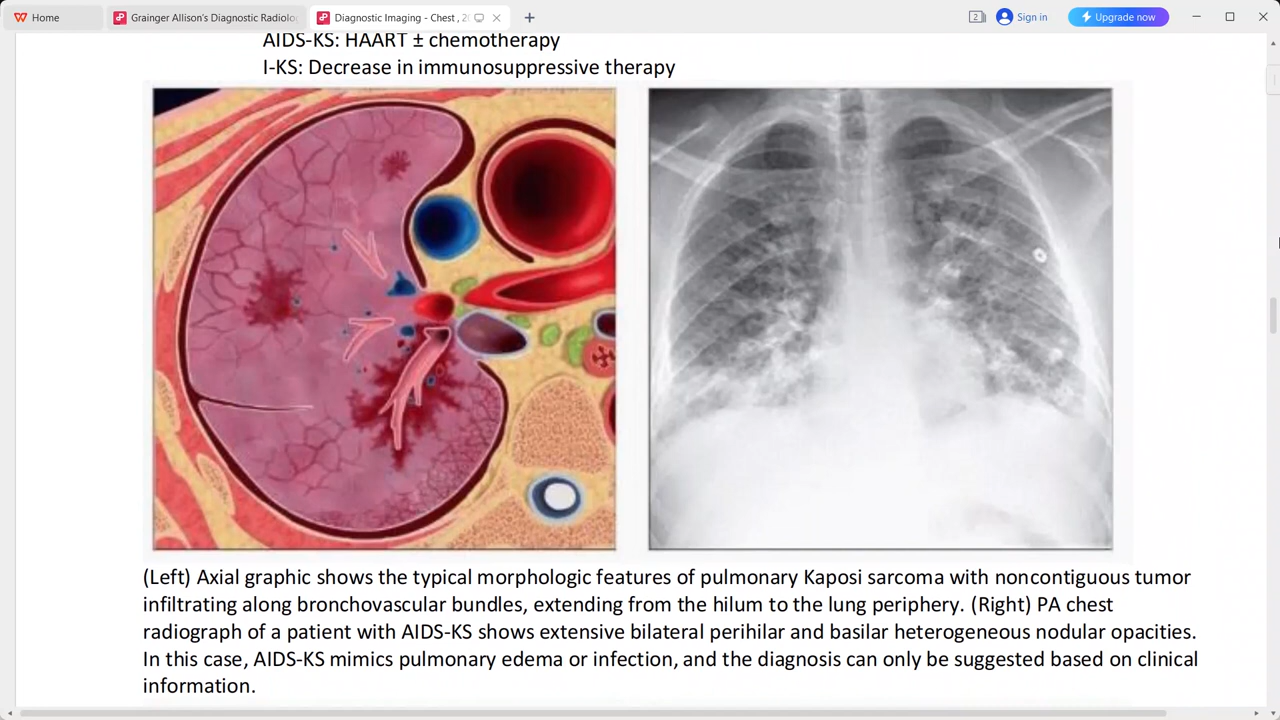 Home
Grainger Allison's Diagnostic Radiolo
Diagnostic Imaging - Chest , 2
2
Sign in
Upgrade now
AIDS-KS: HAART ± chemotherapy
I-KS: Decrease in immunosuppressive therapy
(Left) Axial graphic shows the typical morphologic features of pulmonary Kaposi sarcoma with noncontiguous tumor
infiltrating along bronchovascular bundles, extending from the hilum to the lung periphery. (Right) PA chest
radiograph of a patient with AIDS-KS shows extensive bilateral perihilar and basilar heterogeneous nodular opacities.
In this case, AIDS-KS mimics pulmonary edema or infection, and the diagnosis can only be suggested based on clinical
information.